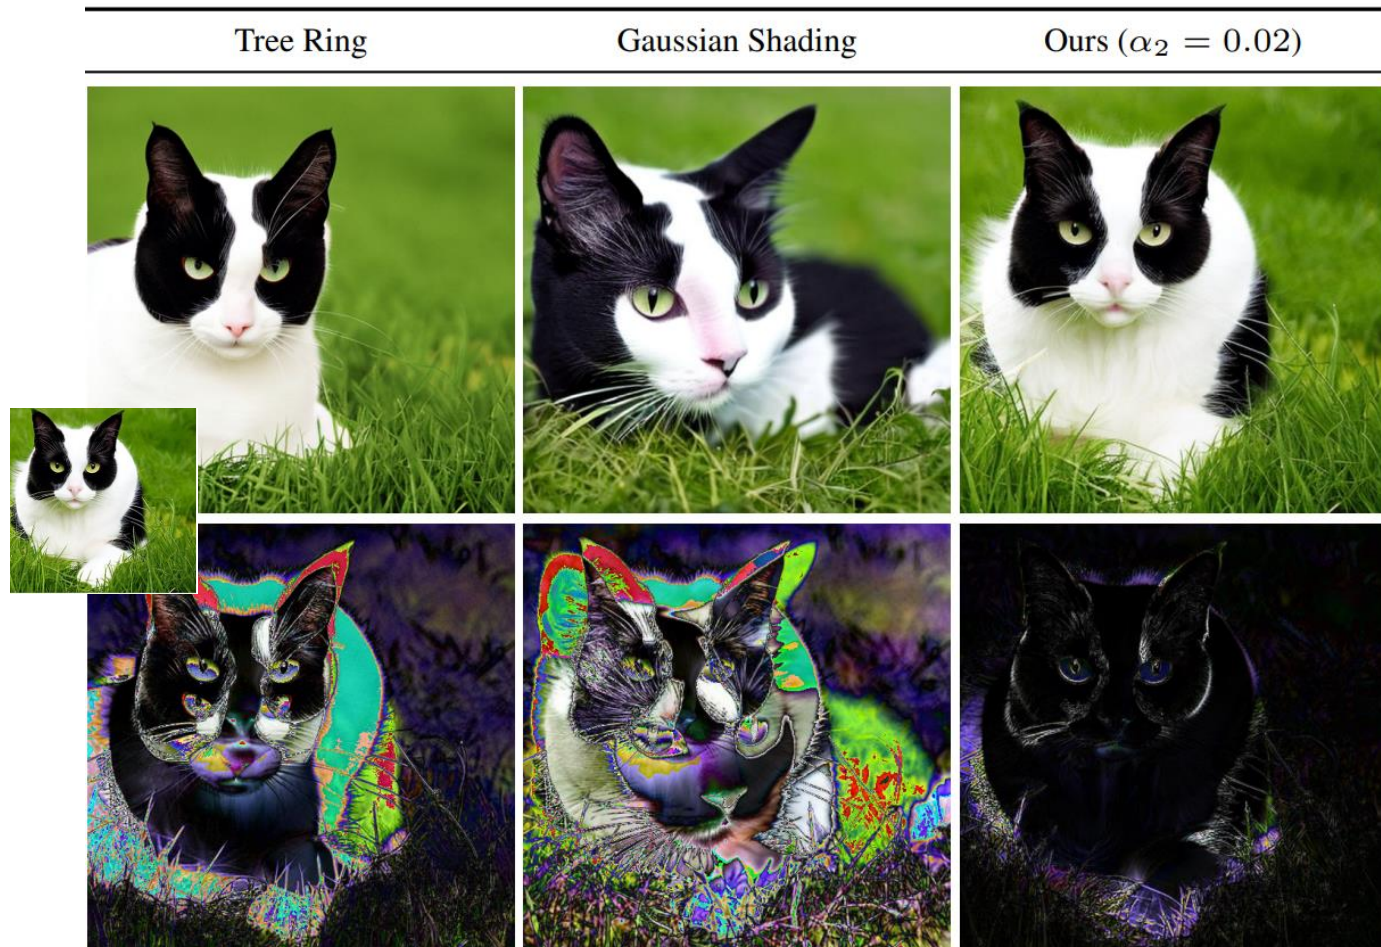 Tree Ring Gaussian Shading Ours (α₂ = 0.02)